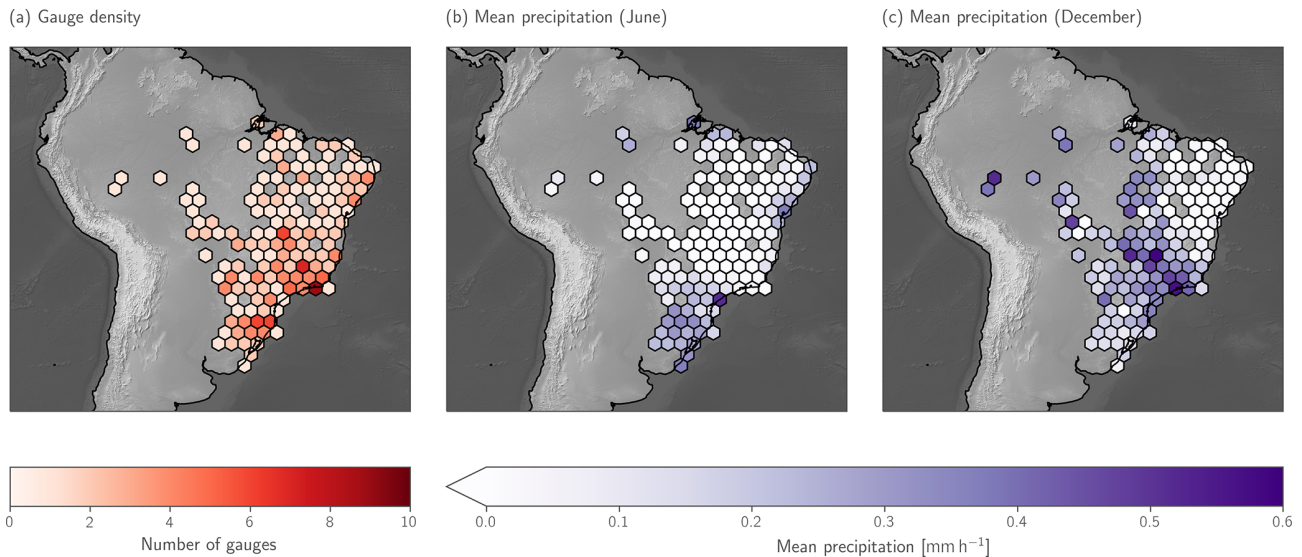 (a) Gauge density
(b) Mean precipitation (June)
(c) Mean precipitation (December)
0 2 4 6 8 10
Number of gauges
0.0 0.1 0.2 0.3 0.4 0.5 0.6
Mean precipitation [mm h⁻¹]